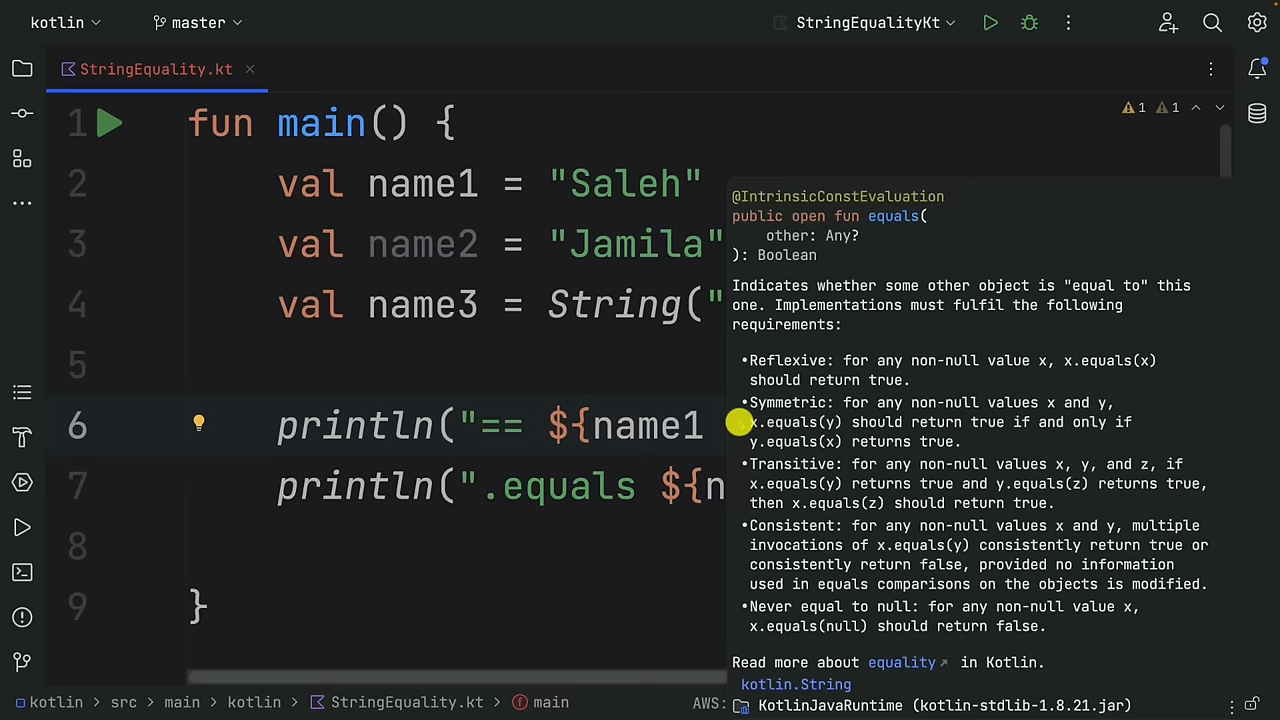 kotlin master StringEqualityKt
StringEquality.kt
1 1
1 fun main() {
2 val name1 = "Saleh"
3 val name2 = "Jamila"
4 val name3 = String("
5
6 println("== ${name1
7 println(".equals ${n
8
9 }
@IntrinsicConstEvaluation
public open fun equals(
other: Any?
): Boolean
Indicates whether some other object is "equal to" this
one. Implementations must fulfil the following
requirements:
•Reflexive: for any non-null value x, x.equals(x)
should return true.
•Symmetric: for any non-null values x and y,
x.equals(y) should return true if and only if
y.equals(x) returns true.
•Transitive: for any non-null values x, y, and z, if
x.equals(y) returns true and y.equals(z) returns true,
then x.equals(z) should return true.
•Consistent: for any non-null values x and y, multiple
invocations of x.equals(y) consistently return true or
consistently return false, provided no information
used in equals comparisons on the objects is modified.
•Never equal to null: for any non-null value x,
x.equals(null) should return false.
Read more about equality↗ in Kotlin.
kotlin.String
KotlinJavaRuntime (kotlin-stdlib-1.8.21.jar)
kotlin > src > main > kotlin > StringEquality.kt > main AWS: